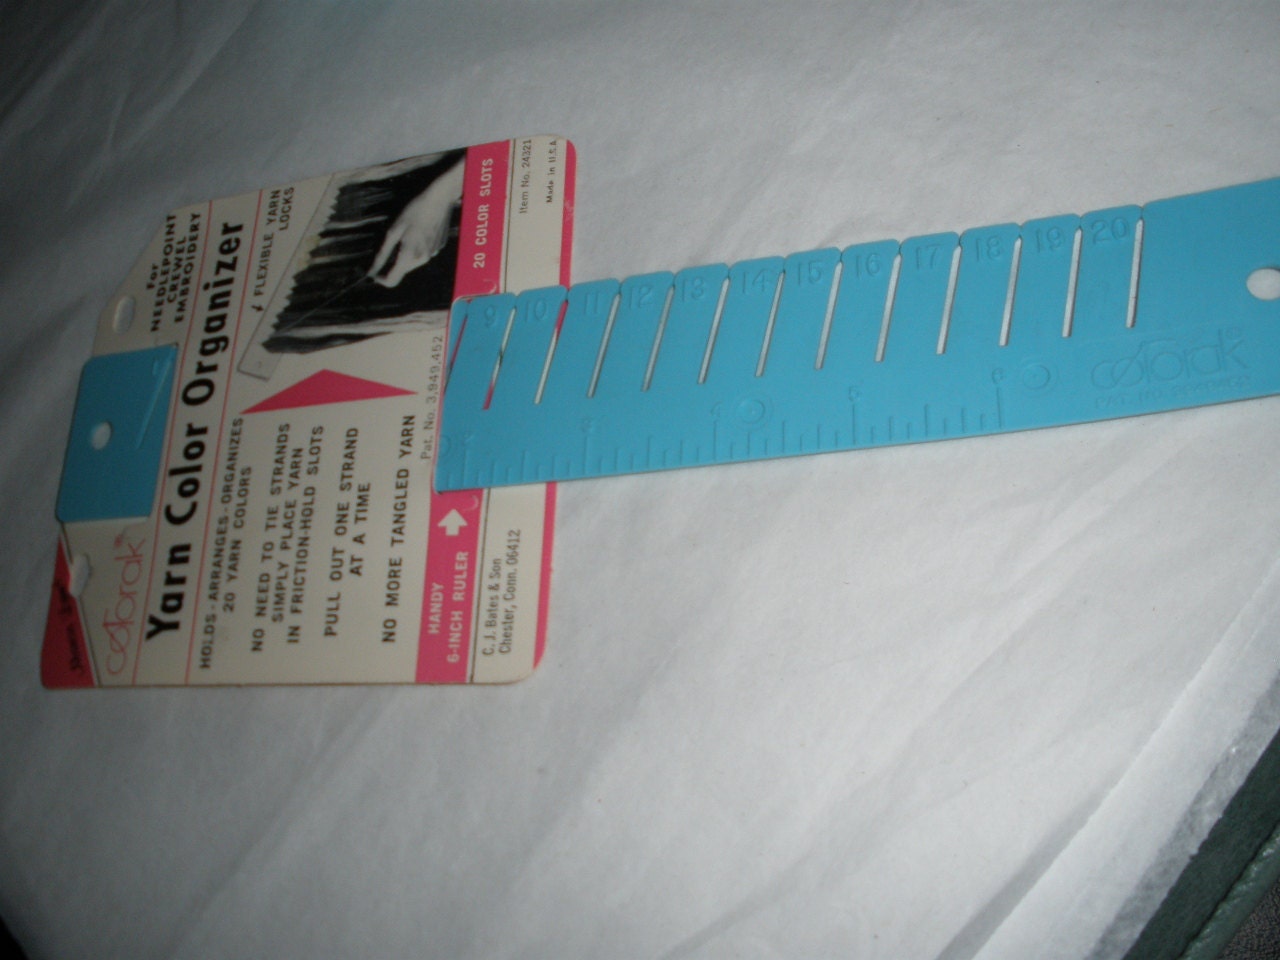 For
NEEDLEPOINT
CREWEL
EMBROIDERY
Susan Bates
colorak
Yarn Color Organizer
HOLDS-ARRANGES-ORGANIZES
20 YARN COLORS
FLEXIBLE YARN
LOCKS
NO NEED TO TIE STRANDS
SIMPLY PLACE YARN
IN FRICTION-HOLD SLOTS
PULL OUT ONE STRAND
AT A TIME
NO MORE TANGLED YARN
Pat. No. 3,949,452
HANDY
6-INCH RULER
20 COLOR SLOTS
C. J. Bates & Son
Chester, Conn. 06412
Item No. 24321
Made in U.S.A.
9 10 11 12 13 14 15 16 17 18 19 20
colorak